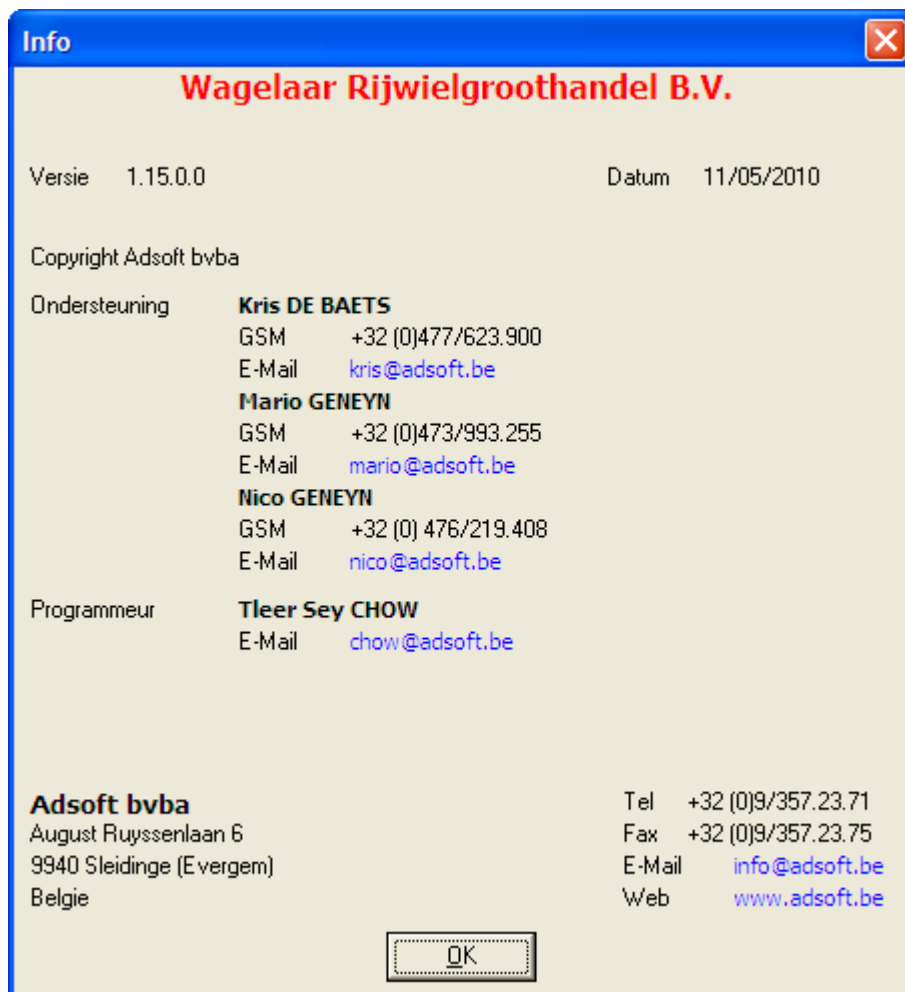 Info
Wagelaar Rijwielgroothandel B.V.
Versie 1.15.0.0 Datum 11/05/2010
Copyright Adsoft bvba
Ondersteuning Kris DE BAETS
GSM +32 (0)477/623.900
E-Mail kris@adsoft.be
Mario GENEYN
GSM +32 (0)473/993.255
E-Mail mario@adsoft.be
Nico GENEYN
GSM +32 (0) 476/219.408
E-Mail nico@adsoft.be
Programmeur Tleer Sey CHOW
E-Mail chow@adsoft.be
Adsoft bvba Tel +32 (0)9/357.23.71
August Ruyssenlaan 6 Fax +32 (0)9/357.23.75
9940 Sleidinge (Evergem) E-Mail info@adsoft.be
Belgie Web www.adsoft.be
OK